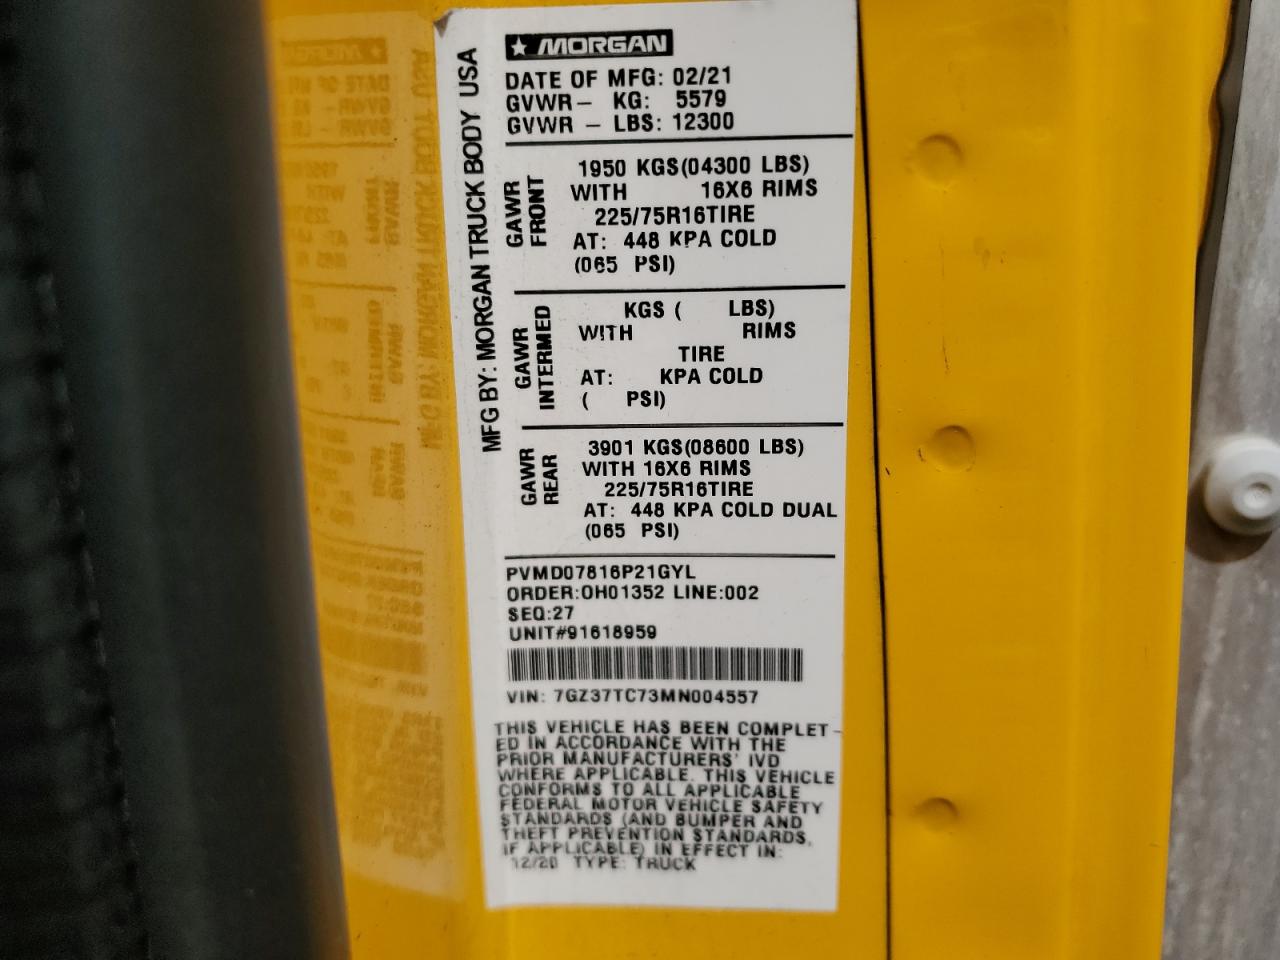 MORGAN
DATE OF MFG: 02/21
GVWR- KG: 5579
GVWR - LBS: 12300
MFG BY: MORGAN TRUCK BODY USA
GAWR FRONT
1950 KGS(04300 LBS)
WITH 16X6 RIMS
225/75R16TIRE
AT: 448 KPA COLD
(065 PSI)
GAWR INTERMED
KGS ( LBS)
WITH RIMS
TIRE
AT: KPA COLD
( PSI)
GAWR REAR
3901 KGS(08600 LBS)
WITH 16X6 RIMS
225/75R16TIRE
AT: 448 KPA COLD DUAL
(065 PSI)
PVMD07816P21GYL
ORDER:OH01352 LINE:002
SEQ:27
UNIT#91618959
VIN: 7GZ37TC73MN004557
THIS VEHICLE HAS BEEN COMPLET-
ED IN ACCORDANCE WITH THE
PRIOR MANUFACTURERS' IVD
WHERE APPLICABLE. THIS VEHICLE
CONFORMS TO ALL APPLICABLE
FEDERAL MOTOR VEHICLE SAFETY
STANDARDS (AND BUMPER AND
THEFT PREVENTION STANDARDS,
IF APPLICABLE) IN EFFECT IN:
12/20 TYPE: TRUCK